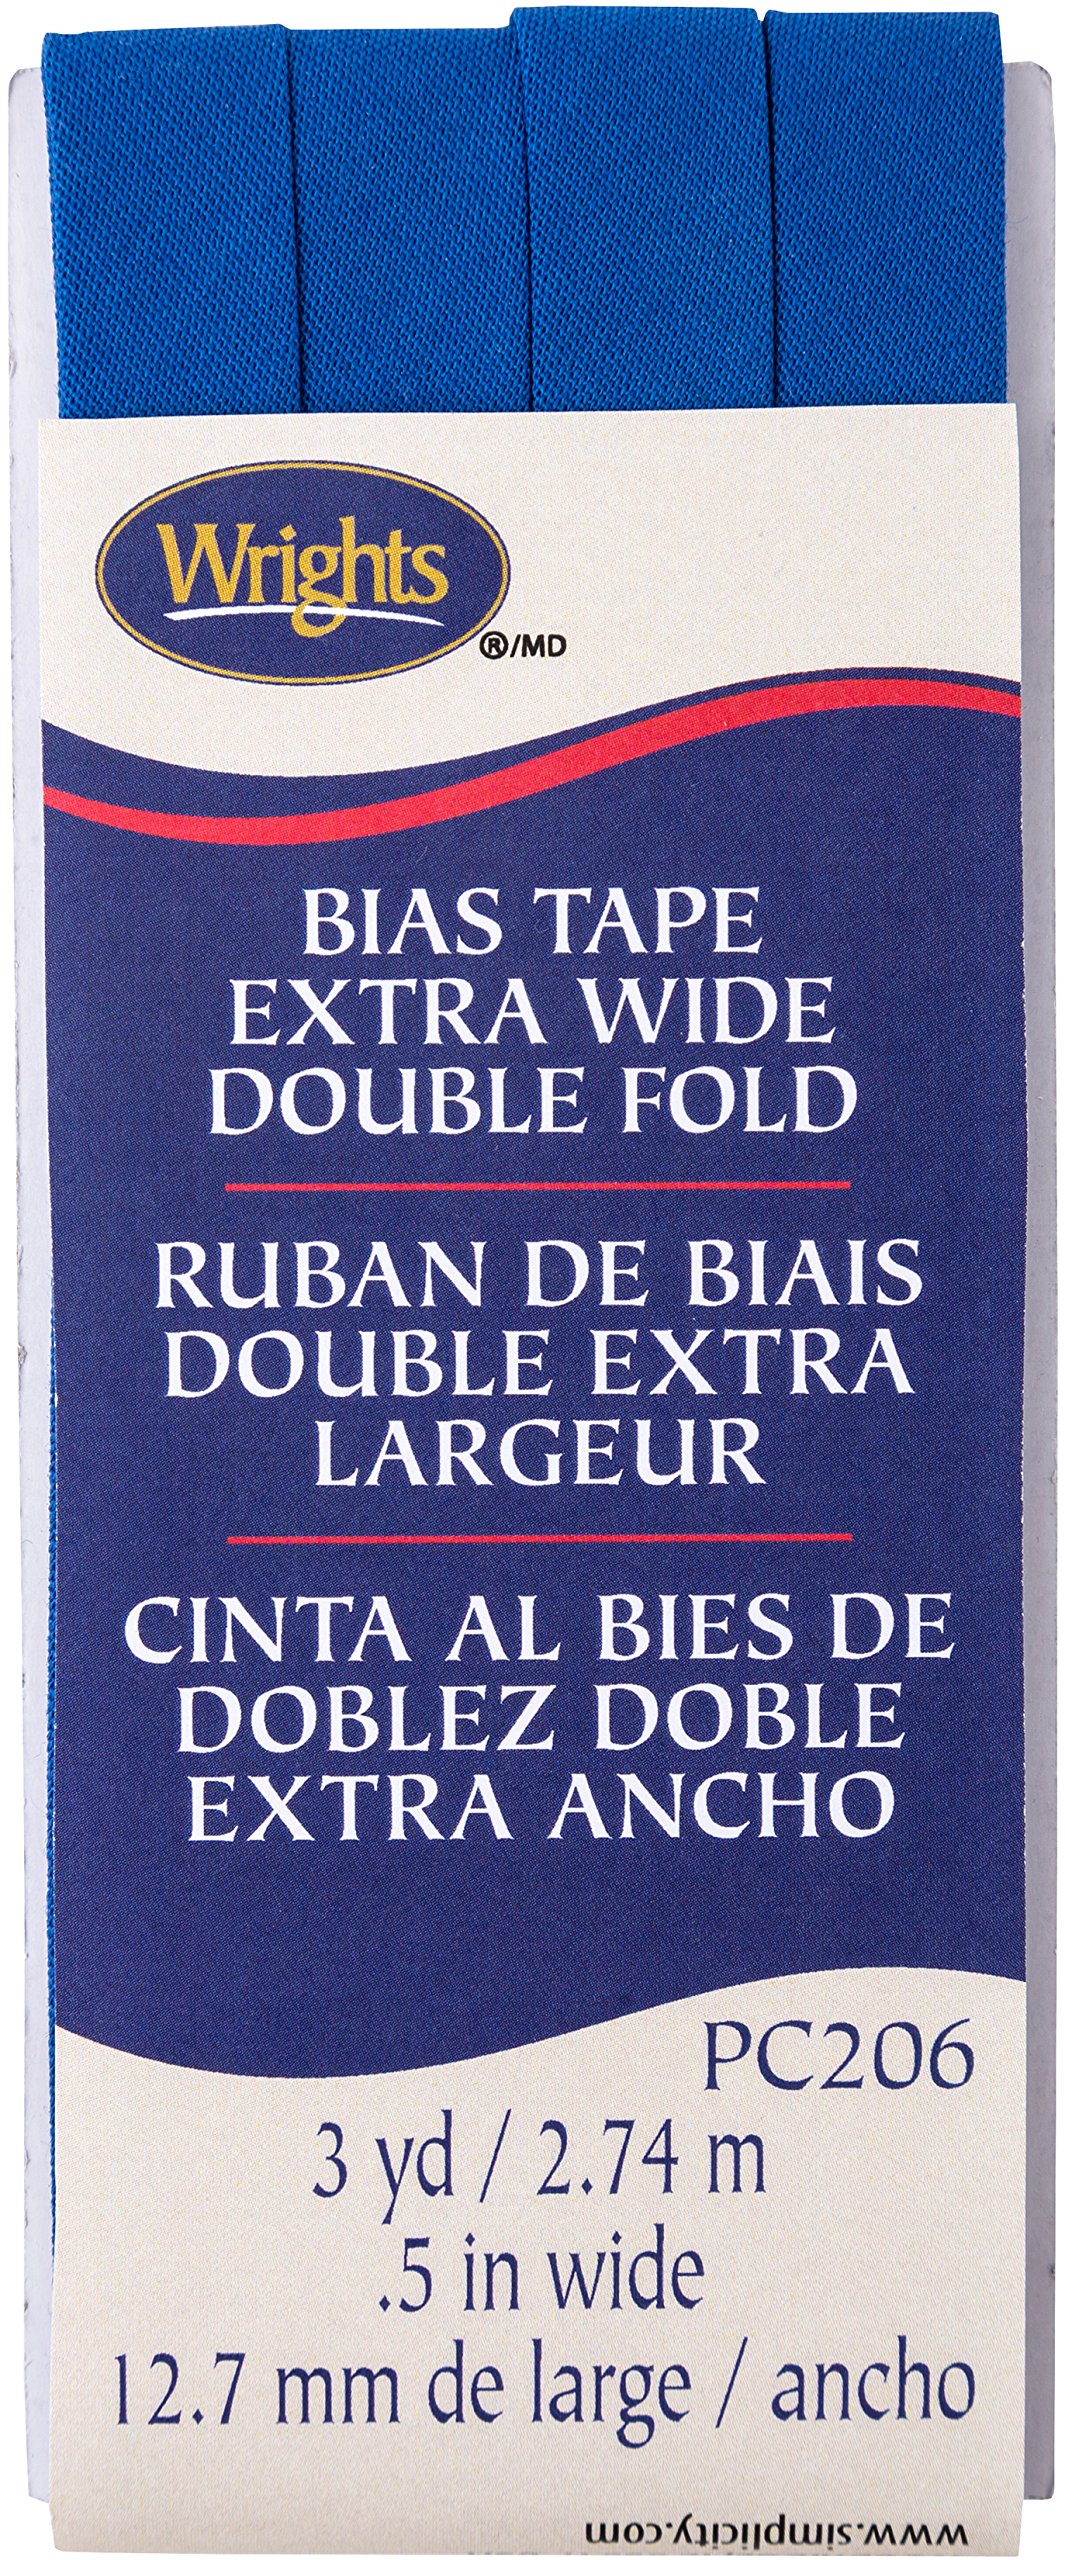 Wrights
®/MD
BIAS TAPE
EXTRA WIDE
DOUBLE FOLD
RUBAN DE BIAIS
DOUBLE EXTRA
LARGEUR
CINTA AL BIES DE
DOBLEZ DOBLE
EXTRA ANCHO
PC206
3 yd / 2.74 m
.5 in wide
12.7 mm de large / ancho
www.simplicity.com